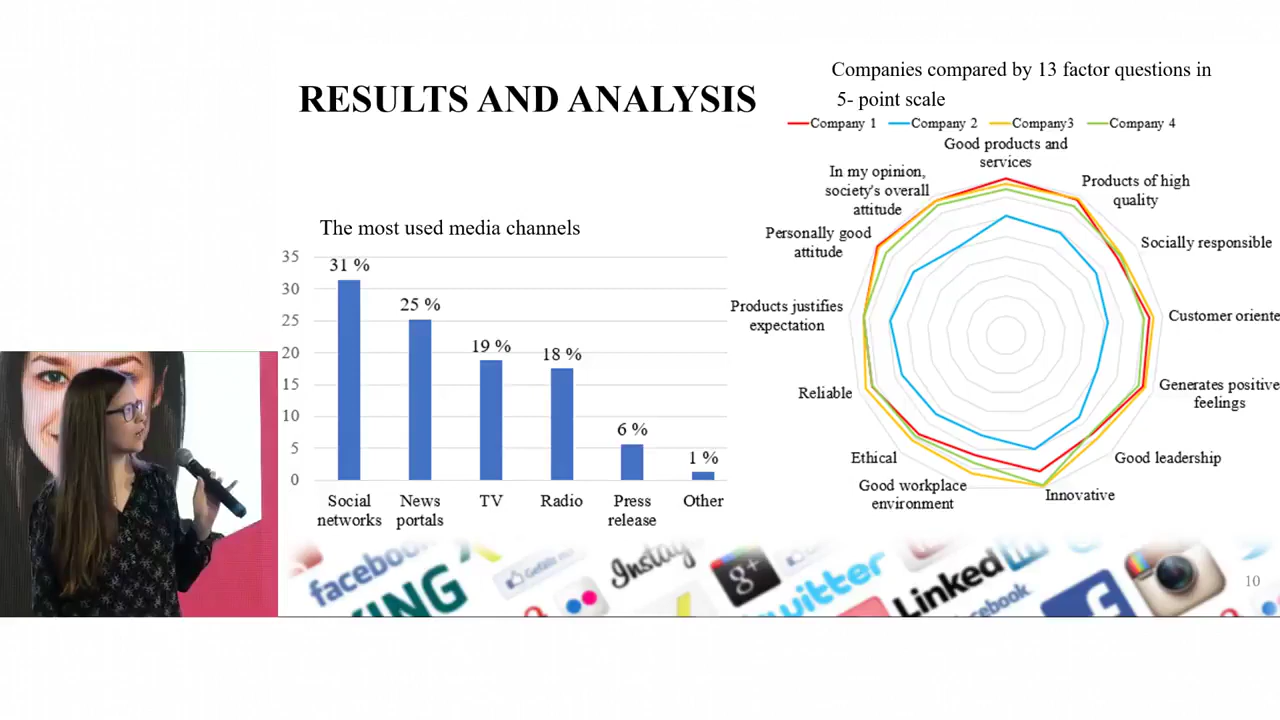 RESULTS AND ANALYSIS
Companies compared by 13 factor questions in
5- point scale
Company 1
Company 2
Company3
Company 4
The most used media channels
35
30
25
20
15
10
5
0
31 %
25 %
19 %
18 %
6 %
1 %
Social
networks
News
portals
TV
Radio
Press
release
Other
Good products and
services
Products of high
quality
Socially responsible
Customer oriente
Generates positive
feelings
Good leadership
Innovative
Good workplace
environment
Ethical
Reliable
Products justifies
expectation
Personally good
attitude
In my opinion,
society's overall
attitude
facebook
Gefällt mir
Instag
g+
twitter
Linked
facebook
f
10